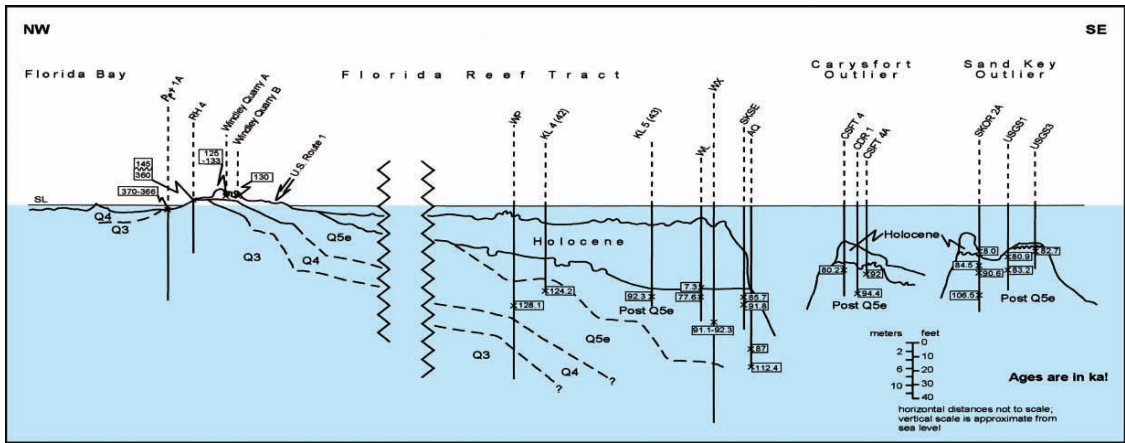 NW
SE
Florida Bay
Florida Reef Tract
Carysfort
Outlier
Sand Key
Outlier
RH 4
Windley Quarry A
Windley Quarry B
U.S. Route 1
WP
KL 4 (42)
KL 5 (43)
WL
WX
SKSE
AQ
CSFT 4
CDR 1
CSFT 4A
SKOR 2A
USGS1
USGS3
145
360
370-366
125
-133
130
SL
Q4
Q3
Q3
Q4
Q5e
Holocene
128.1
124.2
92.3
7.3
77.6
Post Q5e
91.1-92.3
85.7
91.8
87
112.4
Q5e
Q3
Q4
?
?
Holocene
80.2
92
94.4
Post Q5e
8.0
84.5
90.6
106.5
80.9
83.2
82.7
Post Q5e
meters feet
0
2 10
6 20
30
10 40
Ages are in ka!
horizontal distances not to scale;
vertical scale is approximate from
sea level